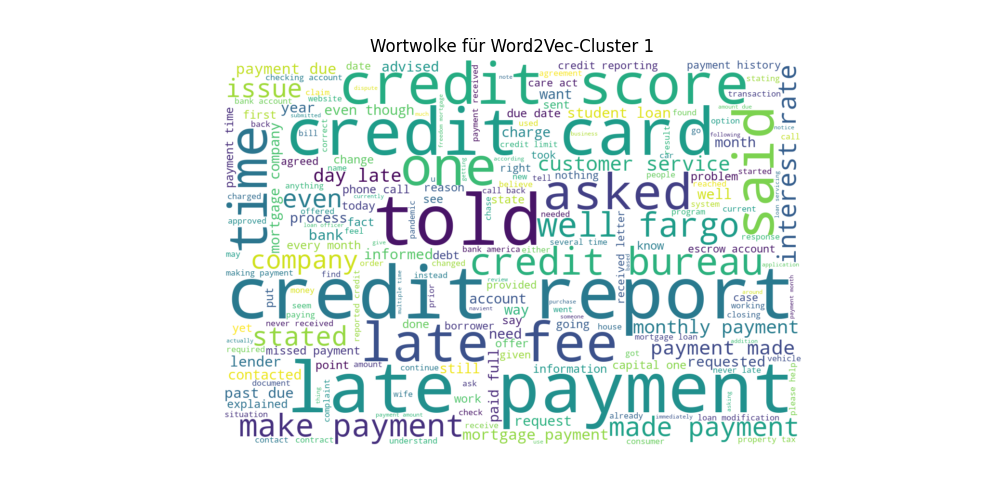 Wortwolke für Word2Vec-Cluster 1
payment due
date
advised
credit reporting
care act
agreement
payment history
stating
checking account
note
want
transaction
issue
claim
website
dispute
credit score
payment received
interest rate
bank account
submitted
sent
year
even though
due date
student loan
found
amount due
first
used
option
notice
bill
correct
freedom mortgage
charge
credit limit
business
go
month
following
payment time
back
credit card
took
car
result
call
agreed
change
one
according
said
name
day late
getting
right
customer service
problem
started
anything
u
believe
new
tell
nothing
people
reached
well
time
mortgage company
phone call
reason
call back
state
system
charged
even
currently
see
chase
asked
program
current
approved
offered
today
told
needed
process
fact
pandemic
well fargo
response
loan officer
feel
bank
several time
know
escrow account
may
every month
give
informed
debt
bank america
either
received letter
company
order
changed
credit bureau
application
making payment
find
multiple time
instead
review
provided
based
put
money
prior
account
purchase
case
working
credit report
seem
navient
way
went
someone
closing
payment month
yet
paying
reported credit
done
borrower
say
going
house
monthly payment
actually
never received
need
mortgage loan
addition
stated
late fee
offer
required
missed payment
given
information
got
payment made
lender
point
amount
still
capital one
requested
vehicle
contacted
continue
paid full
never late
please help
document
late payment
past due
thing
complaint
wife
ask
asking
explained
work
situation
payment amount
check
request
already
immediately
loan modification
make payment
receive
made payment
contact
contract
understand
mortgage payment
use
consumer
property tax